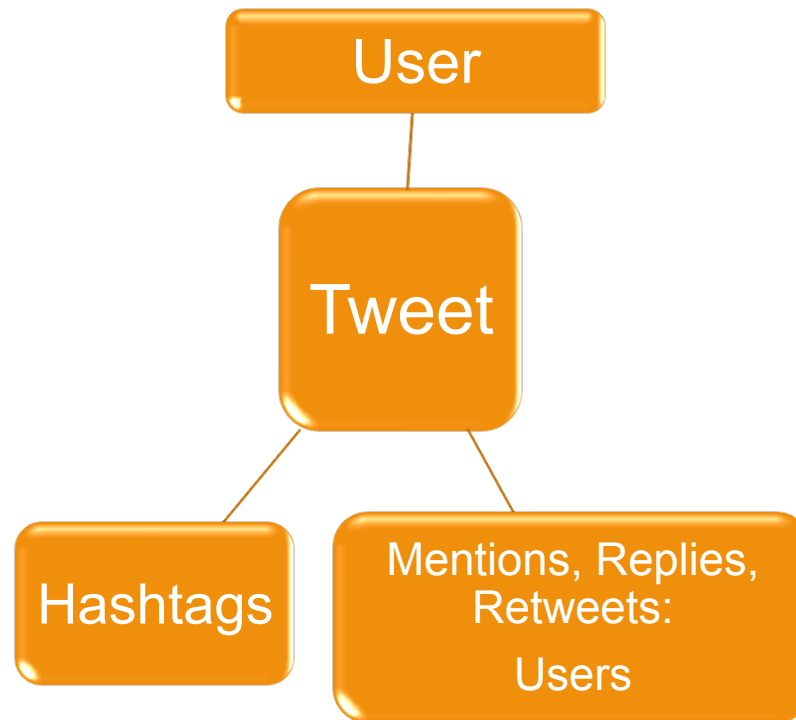 User
Tweet
Hashtags
Mentions, Replies,
Retweets:
Users